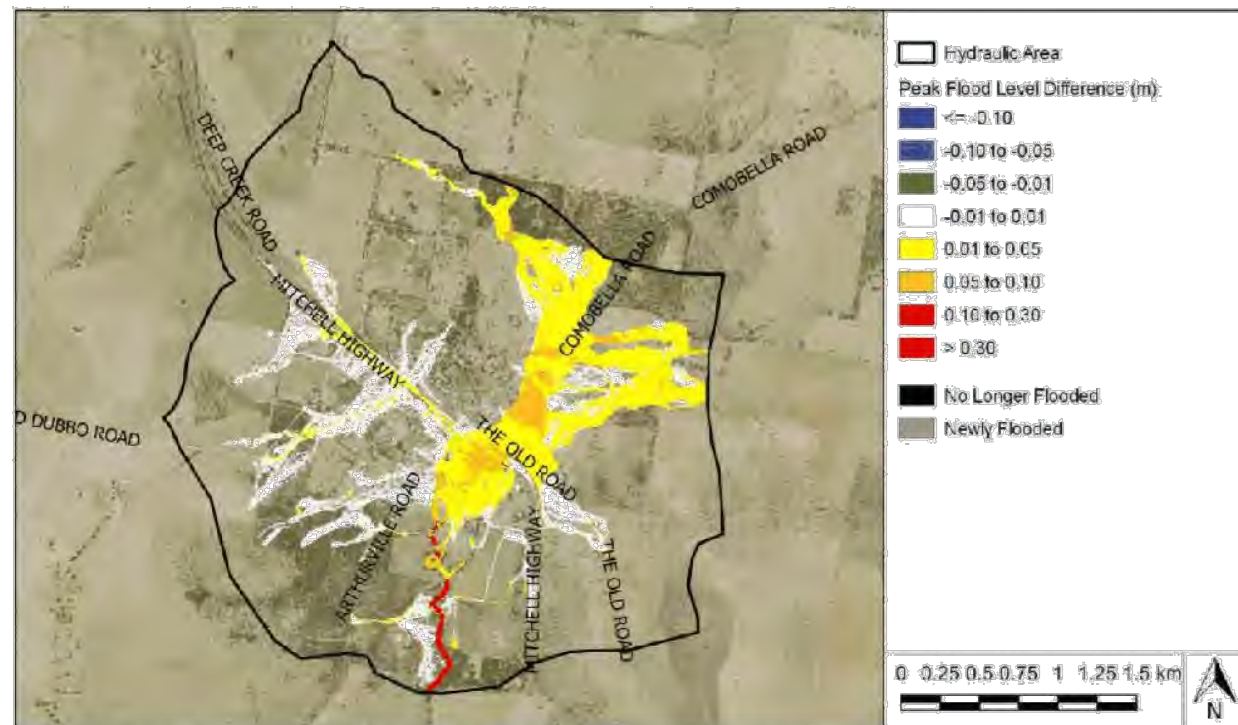 Hydraulic Area
Peak Flood Level Difference (m)
<= -0.10
-0.10 to -0.05
-0.05 to -0.01
-0.01 to 0.01
0.01 to 0.05
0.05 to 0.10
0.10 to 0.30
> 0.30
No Longer Flooded
Newly Flooded
DEEP CREEK ROAD
COMOBELLA ROAD
COMOBELLA ROAD
MITCHELL HIGHWAY
D DUBBO ROAD
THE OLD ROAD
ARTHURVILLE ROAD
MITCHELL HIGHWAY
THE OLD ROAD
0 0.25 0.5 0.75 1 1.25 1.5 km
N